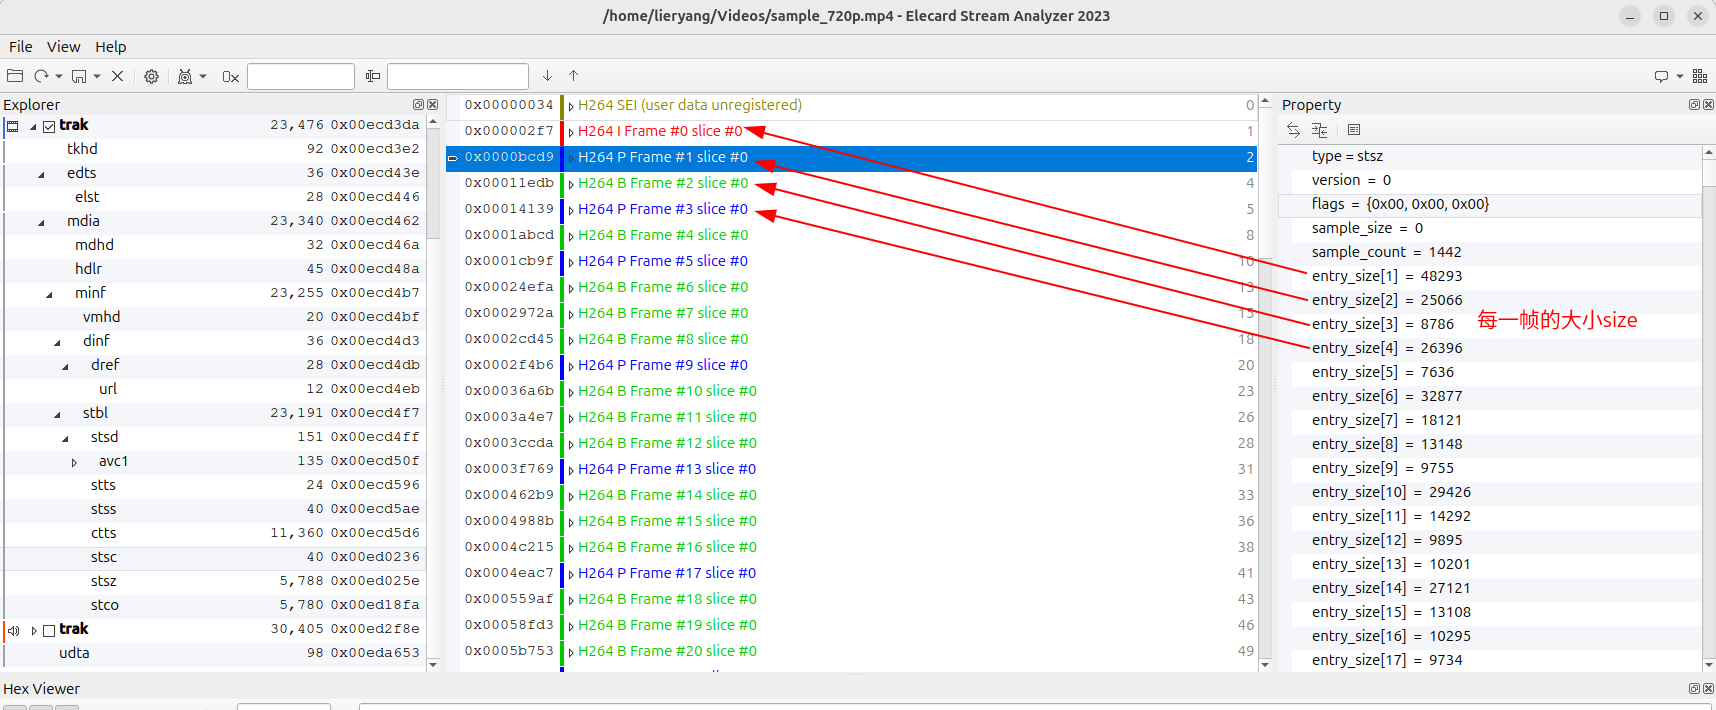 /home/lieryang/Videos/sample_720p.mp4 - Elecard Stream Analyzer 2023
File View Help
0x
Explorer
trak 23,476 0x00ecd3da
tkhd 92 0x00ecd3e2
edts 36 0x00ecd43e
elst 28 0x00ecd446
mdia 23,340 0x00ecd462
mdhd 32 0x00ecd46a
hdlr 45 0x00ecd48a
minf 23,255 0x00ecd4b7
vmhd 20 0x00ecd4bf
dinf 36 0x00ecd4d3
dref 28 0x00ecd4db
url 12 0x00ecd4eb
stbl 23,191 0x00ecd4f7
stsd 151 0x00ecd4ff
avc1 135 0x00ecd50f
stts 24 0x00ecd596
stss 40 0x00ecd5ae
ctts 11,360 0x00ecd5d6
stsc 40 0x00ed0236
stsz 5,788 0x00ed025e
stco 5,780 0x00ed18fa
trak 30,405 0x00ed2f8e
udta 98 0x00eda653
0x00000034 H264 SEI (user data unregistered) 0
0x000002f7 H264 I Frame #0 slice #0 1
0x0000bcd9 H264 P Frame #1 slice #0 2
0x00011edb H264 B Frame #2 slice #0 4
0x00014139 H264 P Frame #3 slice #0 5
0x0001abcd H264 B Frame #4 slice #0 8
0x0001cb9f H264 P Frame #5 slice #0 10
0x00024efa H264 B Frame #6 slice #0 13
0x0002972a H264 B Frame #7 slice #0 15
0x0002cd45 H264 B Frame #8 slice #0 18
0x0002f4b6 H264 P Frame #9 slice #0 20
0x00036a6b H264 B Frame #10 slice #0 23
0x0003a4e7 H264 B Frame #11 slice #0 26
0x0003ccda H264 B Frame #12 slice #0 28
0x0003f769 H264 P Frame #13 slice #0 31
0x000462b9 H264 B Frame #14 slice #0 33
0x0004988b H264 B Frame #15 slice #0 36
0x0004c215 H264 B Frame #16 slice #0 38
0x0004eac7 H264 P Frame #17 slice #0 41
0x000559af H264 B Frame #18 slice #0 43
0x00058fd3 H264 B Frame #19 slice #0 46
0x0005b753 H264 B Frame #20 slice #0 49
Property
type = stsz
version = 0
flags = {0x00, 0x00, 0x00}
sample_size = 0
sample_count = 1442
entry_size[1] = 48293
entry_size[2] = 25066
entry_size[3] = 8786
每一帧的大小size
entry_size[4] = 26396
entry_size[5] = 7636
entry_size[6] = 32877
entry_size[7] = 18121
entry_size[8] = 13148
entry_size[9] = 9755
entry_size[10] = 29426
entry_size[11] = 14292
entry_size[12] = 9895
entry_size[13] = 10201
entry_size[14] = 27121
entry_size[15] = 13108
entry_size[16] = 10295
entry_size[17] = 9734
Hex Viewer